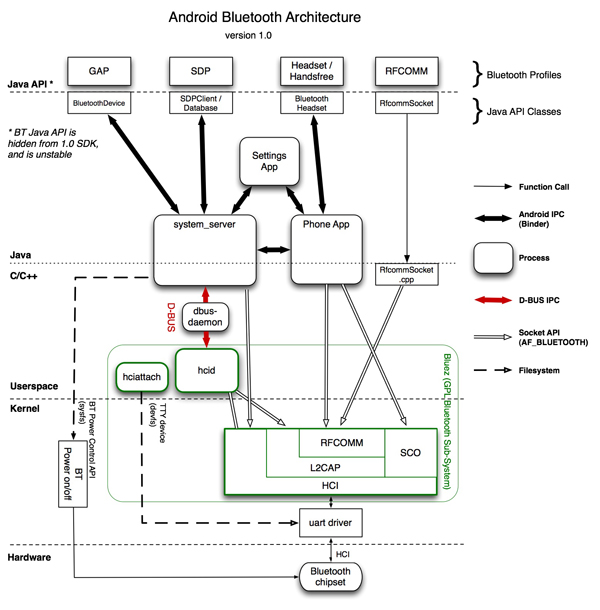 Android Bluetooth Architecture
version 1.0
GAP
SDP
Headset /
Handsfree
RFCOMM
Bluetooth Profiles
Java API *
BluetoothDevice
SDPClient /
Database
Bluetooth
Headset
RfcommSocket
Java API Classes
* BT Java API is
hidden from 1.0 SDK,
and is unstable
Settings
App
Function Call
Android IPC
(Binder)
system_server
Phone App
Java
Process
C/C++
RfcommSocket
.cpp
D-BUS
dbus-
daemon
D-BUS IPC
Socket API
(AF_BLUETOOTH)
hciattach
hcid
Filesystem
Userspace
Kernel
BT Power Control API
(sysfs)
TTY device
(devfs)
Bluez (GPL Bluetooth Sub-System)
RFCOMM
SCO
L2CAP
HCI
BT
Power on/off
uart driver
Hardware
HCI
Bluetooth
chipset